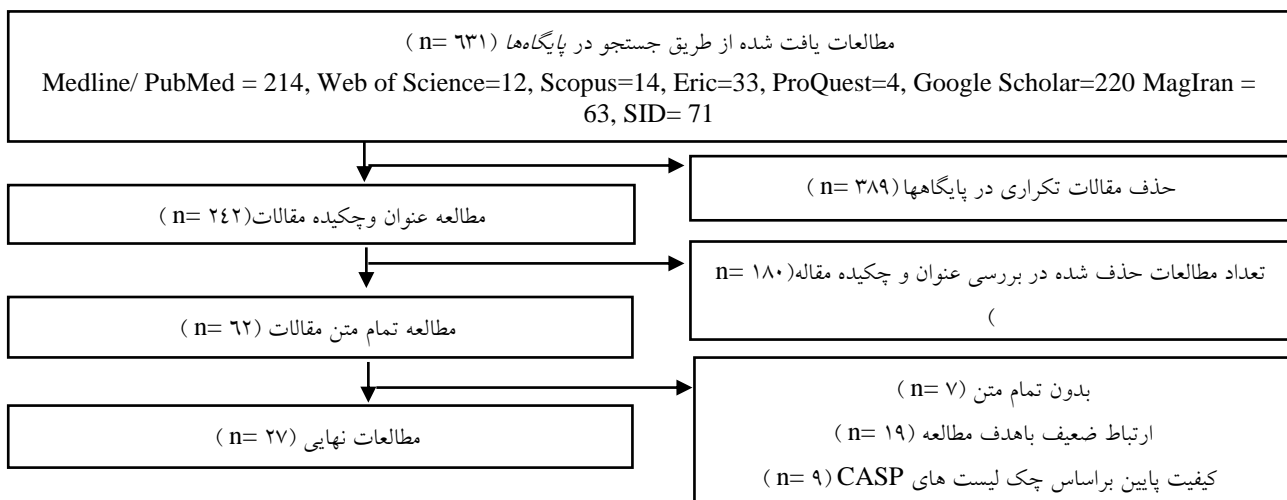 مطالعات یافت شده از طریق جستجو در پایگاه‌ها (n= ٦٣١ )
Medline/ PubMed = 214, Web of Science=12, Scopus=14, Eric=33, ProQuest=4, Google Scholar=220 MagIran =
63, SID= 71
حذف مقالات تکراری در پایگاهها (n= ٣٨٩ )
مطالعه عنوان وچکیده مقالات(n= ٢٤٢ )
تعداد مطالعات حذف شده در بررسی عنوان و چکیده مقاله(n= ١٨٠
)
مطالعه تمام متن مقالات (n= ٦٢ )
بدون تمام متن (n= ٧ )
ارتباط ضعیف باهدف مطالعه (n= ١٩ )
کیفیت پایین براساس چک لیست های CASP (n= ٩ )
مطالعات نهایی (n= ٢٧ )